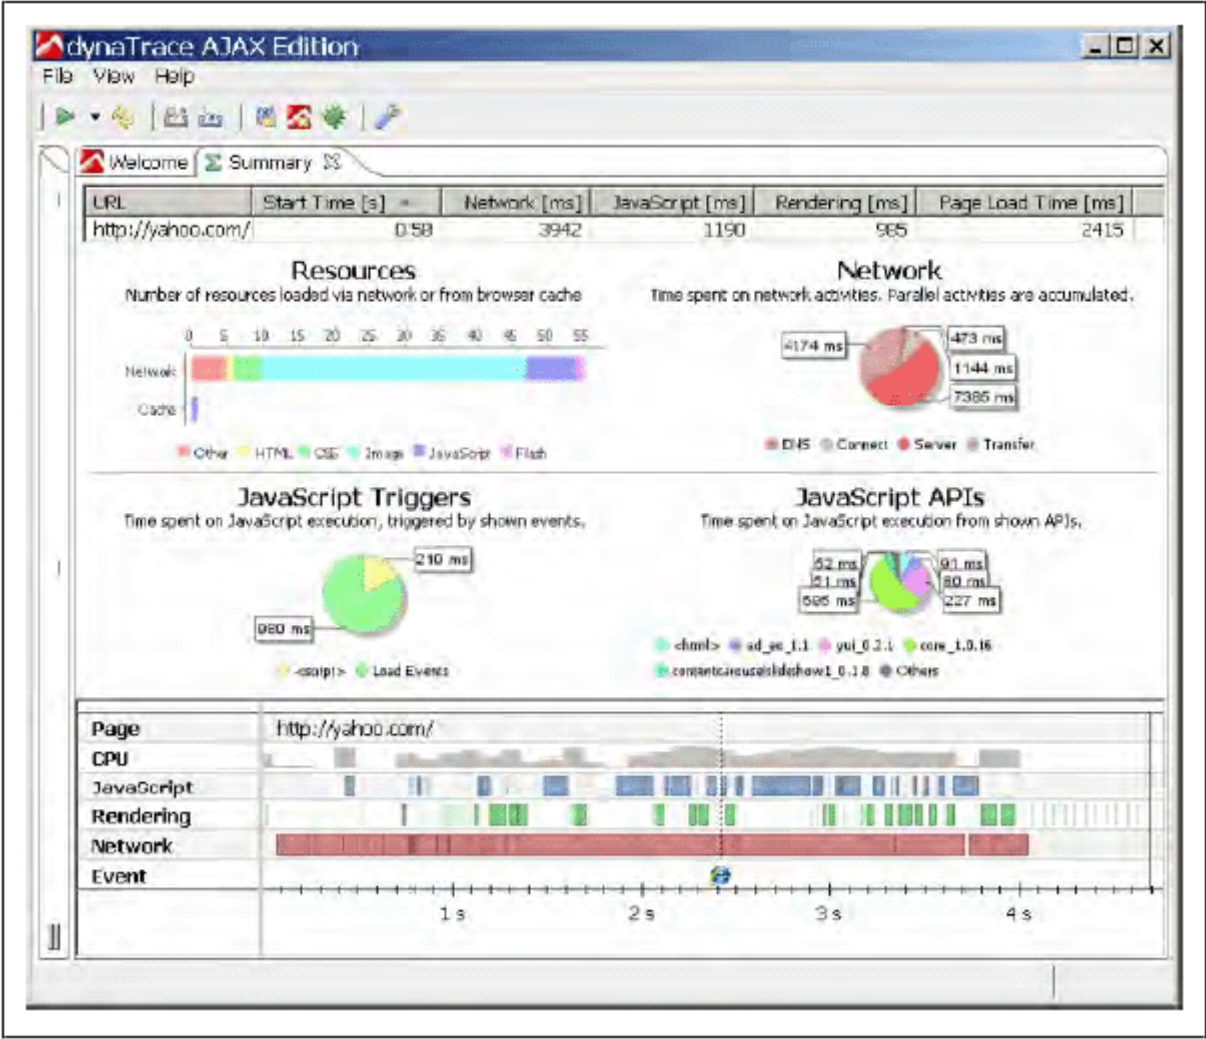 dynaTrace AJAX Edition
File View Help
Welcome Summary
URL Start Time [s] Network [ms] JavaScript [ms] Rendering [ms] Page Load Time [ms]
http://yahoo.com/ 0.58 3942 1190 985 2415
Resources
Number of resources loaded via network or from browser cache
0 5 10 15 20 25 30 35 40 45 50 55
Network
Cache
Other HTML CSS Image JavaScript Flash
Network
Time spent on network activities. Parallel activities are accumulated.
4174 ms
473 ms
1144 ms
7385 ms
DNS Connect Server Transfer
JavaScript Triggers
Time spent on JavaScript execution, triggered by shown events.
210 ms
980 ms
<script> Load Events
JavaScript APIs
Time spent on JavaScript execution from shown APIs.
52 ms 91 ms
51 ms 80 ms
ms 227 ms
<html> yui_0.2.1 core_1.0.16
contentcarouselslideshow1_0.1.8 Others
Page http://yahoo.com/
CPU
JavaScript
Rendering
Network
Event
1 s 2 s 3 s 4 s